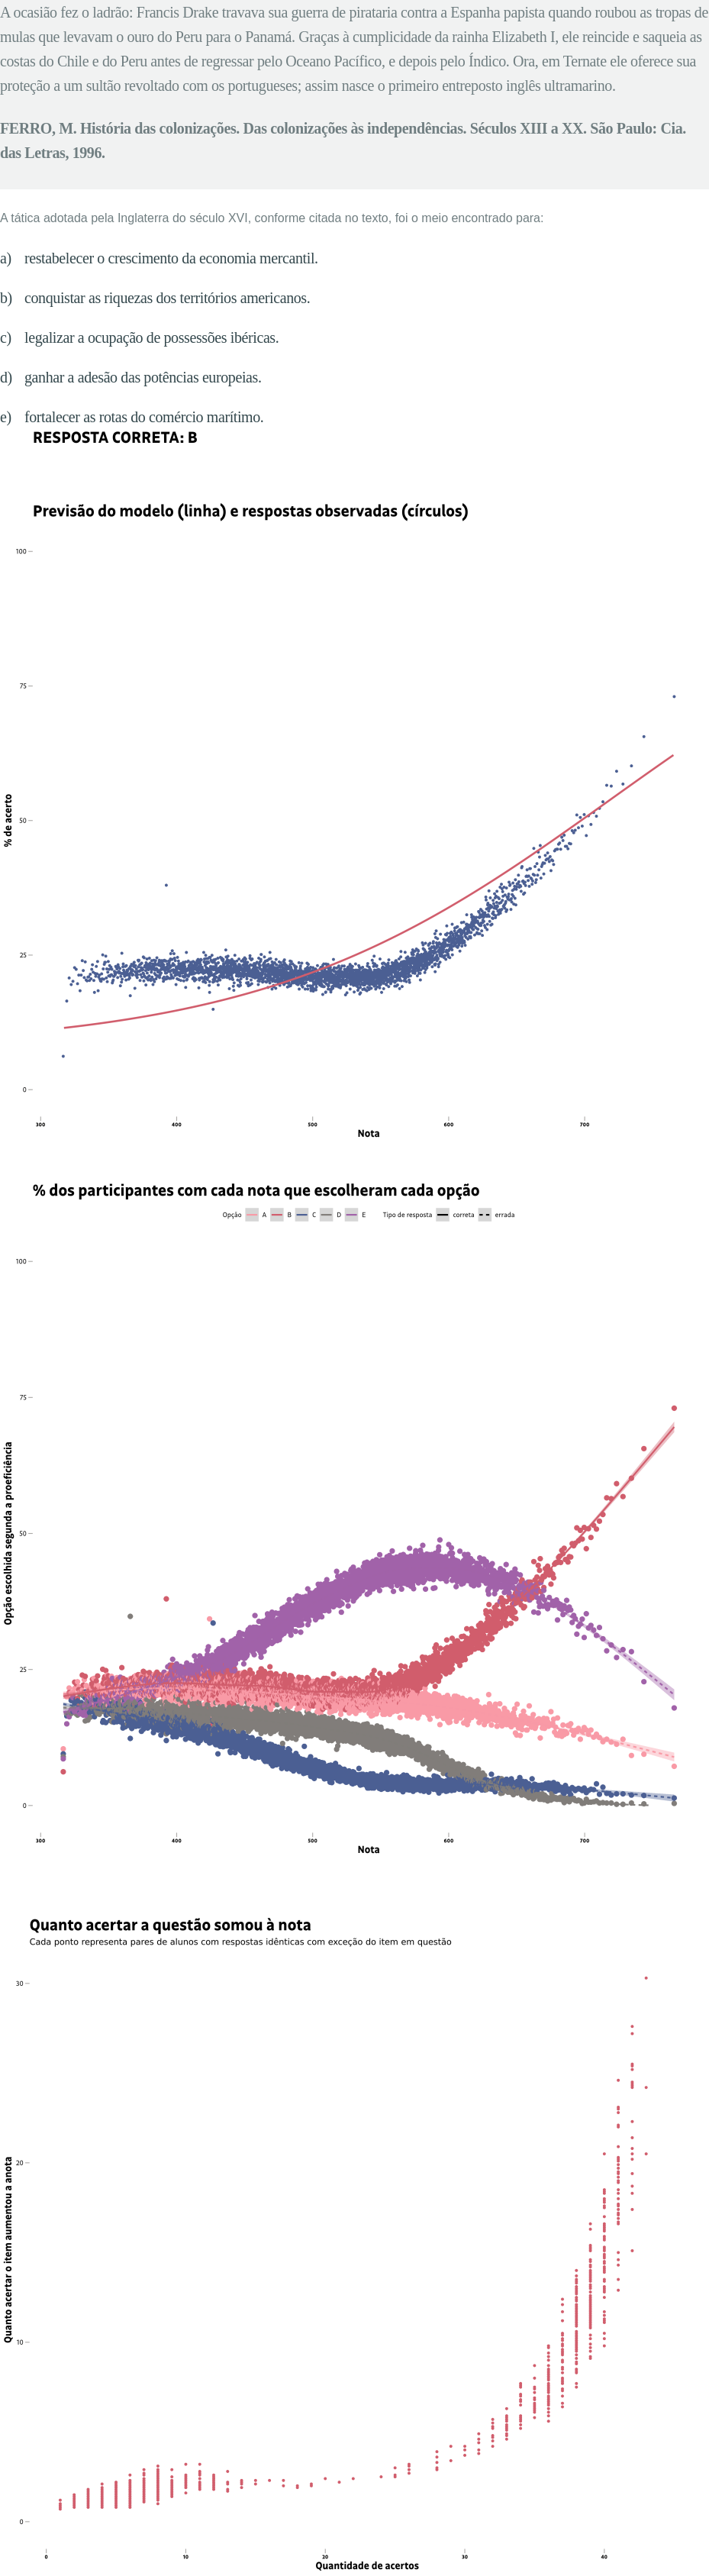 A ocasião fez o ladrão: Francis Drake travava sua guerra de pirataria contra a Espanha papista quando roubou as tropas de
mulas que levavam o ouro do Peru para o Panamá. Graças à cumplicidade da rainha Elizabeth I, ele reincide e saqueia as
costas do Chile e do Peru antes de regressar pelo Oceano Pacífico, e depois pelo Índico. Ora, em Ternate ele oferece sua
proteção a um sultão revoltado com os portugueses; assim nasce o primeiro entreposto inglês ultramarino.
FERRO, M. História das colonizações. Das colonizações às independências. Séculos XIII a XX. São Paulo: Cia.
das Letras, 1996.
A tática adotada pela Inglaterra do século XVI, conforme citada no texto, foi o meio encontrado para:
a) restabelecer o crescimento da economia mercantil.
b) conquistar as riquezas dos territórios americanos.
c) legalizar a ocupação de possessões ibéricas.
d) ganhar a adesão das potências europeias.
e) fortalecer as rotas do comércio marítimo.
RESPOSTA CORRETA: B
Previsão do modelo (linha) e respostas observadas (círculos)
100
75
50
25
0
% de acerto
300 400 500 600 700
Nota
% dos participantes com cada nota que escolheram cada opção
Opção A B C D E Tipo de resposta correta errada
100
75
50
25
0
Opção escolhida segunda a proeficiência
300 400 500 600 700
Nota
Quanto acertar a questão somou à nota
Cada ponto representa pares de alunos com respostas idênticas com exceção do item em questão
30
20
10
0
Quanto acertar o item aumentou a anota
0 10 20 30 40
Quantidade de acertos